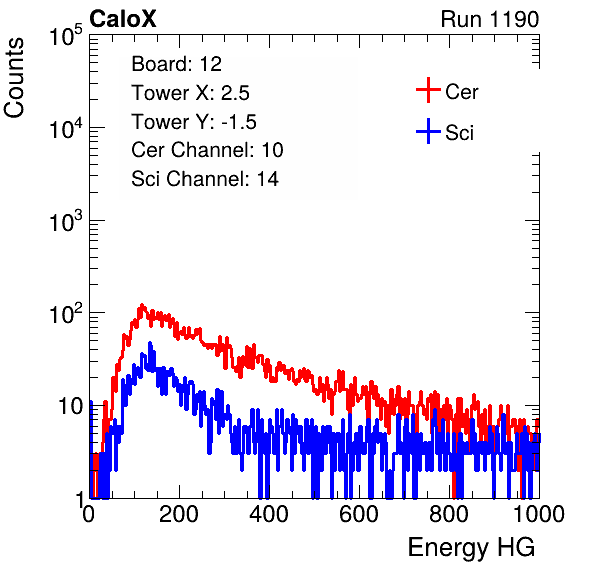 CaloX Run 1190
Counts
10^5
10^4
10^3
10^2
10
1
Board: 12
Tower X: 2.5
Tower Y: -1.5
Cer Channel: 10
Sci Channel: 14
Cer
Sci
0 200 400 600 800 1000
Energy HG